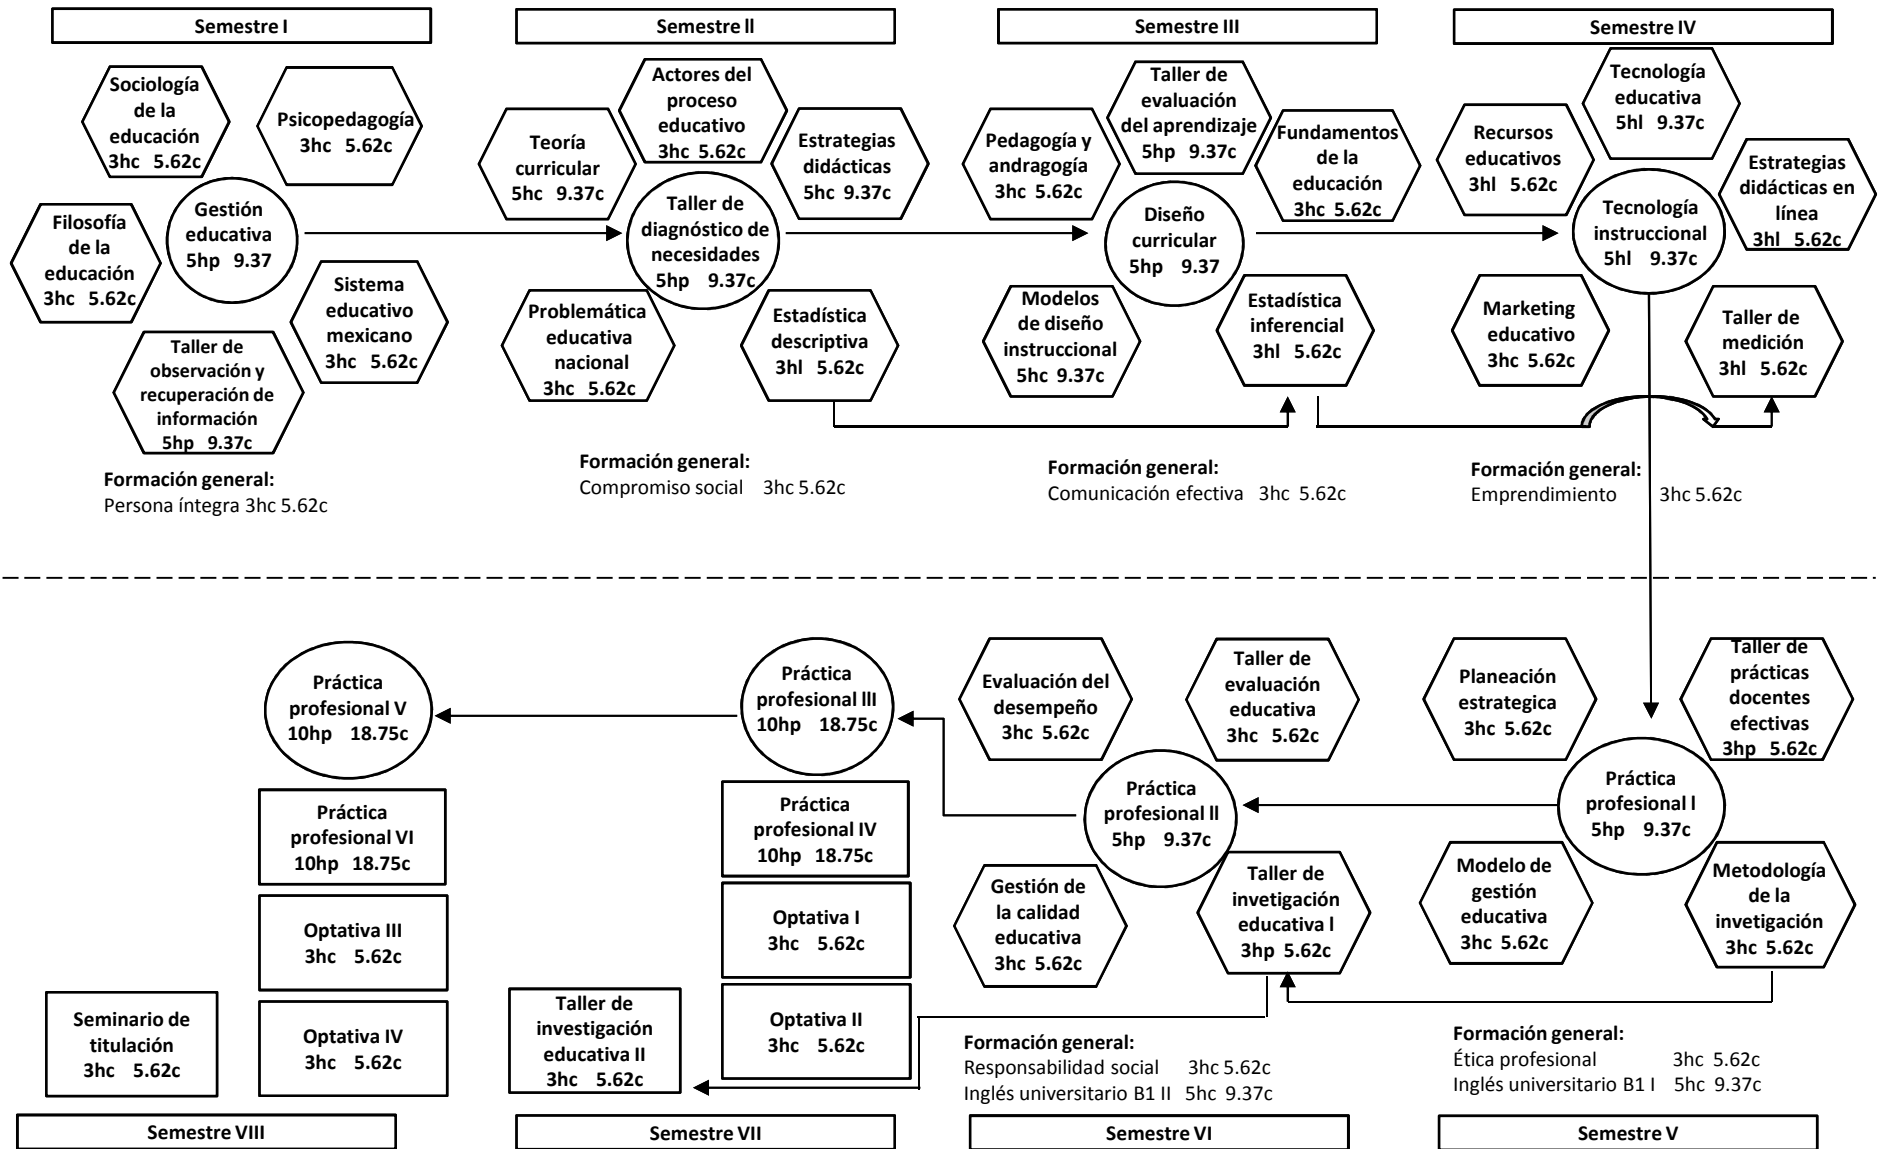 Semestre I
Sociología
de la
educación
3hc 5.62c
Psicopedagogía
3hc 5.62c
Gestión
educativa
5hp 9.37
Filosofía
de la
educación
3hc 5.62c
Sistema
educativo
mexicano
3hc 5.62c
Taller de
observación y
recuperación de
información
5hp 9.37c
Formación general:
Persona íntegra 3hc 5.62c
Semestre II
Actores del
proceso
educativo
3hc 5.62c
Teoría
curricular
5hc 9.37c
Estrategias
didácticas
5hc 9.37c
Taller de
diagnóstico de
necesidades
5hp 9.37c
Problemática
educativa
nacional
3hc 5.62c
Estadística
descriptiva
3hl 5.62c
Formación general:
Compromiso social 3hc 5.62c
Semestre III
Taller de
evaluación
del aprendizaje
5hp 9.37c
Pedagogía y
andragogía
3hc 5.62c
Fundamentos
de la
educación
3hc 5.62c
Diseño
curricular
5hp 9.37
Modelos
de diseño
instruccional
5hc 9.37c
Estadística
inferencial
3hl 5.62c
Formación general:
Comunicación efectiva 3hc 5.62c
Semestre IV
Tecnología
educativa
5hl 9.37c
Recursos
educativos
3hl 5.62c
Estrategias
didácticas en
línea
3hl 5.62c
Tecnología
instruccional
5hl 9.37c
Marketing
educativo
3hc 5.62c
Taller de
medición
3hl 5.62c
Formación general:
Emprendimiento 3hc 5.62c
Práctica
profesional V
10hp 18.75c
Práctica
profesional VI
10hp 18.75c
Optativa III
3hc 5.62c
Optativa IV
3hc 5.62c
Seminario de
titulación
3hc 5.62c
Semestre VIII
Práctica
profesional III
10hp 18.75c
Práctica
profesional IV
10hp 18.75c
Optativa I
3hc 5.62c
Optativa II
3hc 5.62c
Taller de
investigación
educativa II
3hc 5.62c
Semestre VII
Evaluación del
desempeño
3hc 5.62c
Taller de
evaluación
educativa
3hc 5.62c
Práctica
profesional II
5hp 9.37c
Gestión de
la calidad
educativa
3hc 5.62c
Taller de
invetigación
educativa I
3hp 5.62c
Formación general:
Responsabilidad social 3hc 5.62c
Inglés universitario B1 II 5hc 9.37c
Semestre VI
Planeación
estrategica
3hc 5.62c
Taller de
prácticas
docentes
efectivas
3hp 5.62c
Práctica
profesional I
5hp 9.37c
Modelo de
gestión
educativa
3hc 5.62c
Metodología
de la
invetigación
3hc 5.62c
Formación general:
Ética profesional 3hc 5.62c
Inglés universitario B1 I 5hc 9.37c
Semestre V